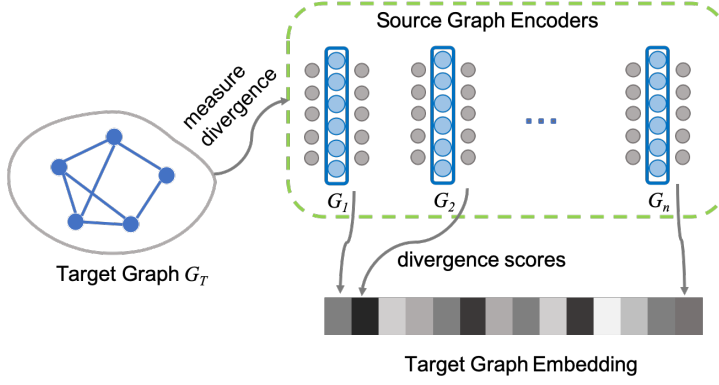 Source Graph Encoders
measure
divergence
G1
G2
...
Gn
Target Graph GT
divergence scores
Target Graph Embedding